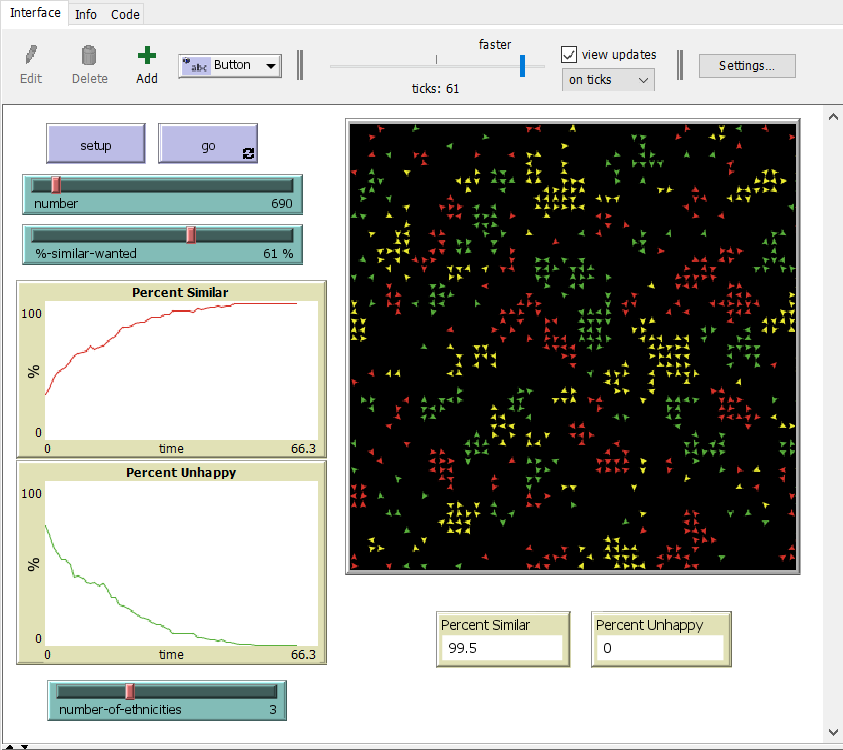 Interface Info Code
faster
Edit Delete Add
abc Button
ticks: 61
view updates
on ticks
Settings...
setup
go
number 690
%-similar-wanted 61 %
Percent Similar
100
%
0
0 time 66.3
Percent Unhappy
100
%
0
0 time 66.3
number-of-ethnicities 3
Percent Similar
99.5
Percent Unhappy
0